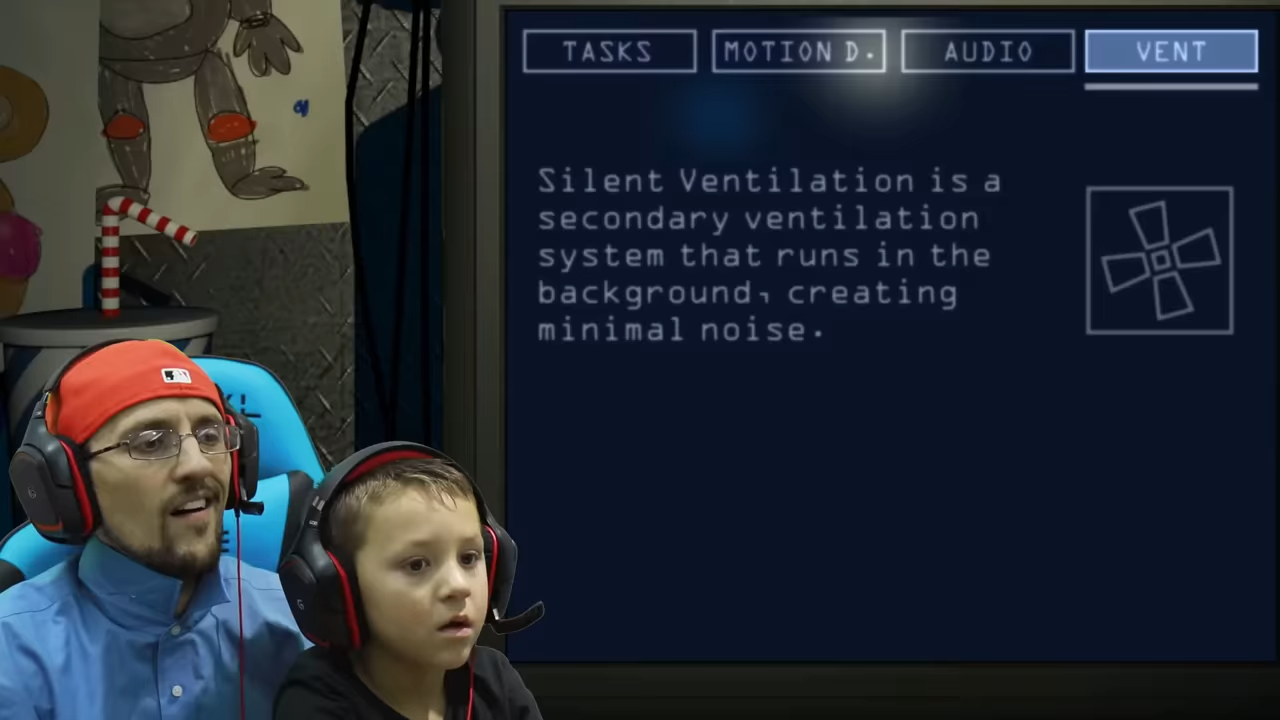 TASKS
MOTION D.
AUDIO
VENT
Silent Ventilation is a
secondary ventilation
system that runs in the
background, creating
minimal noise.